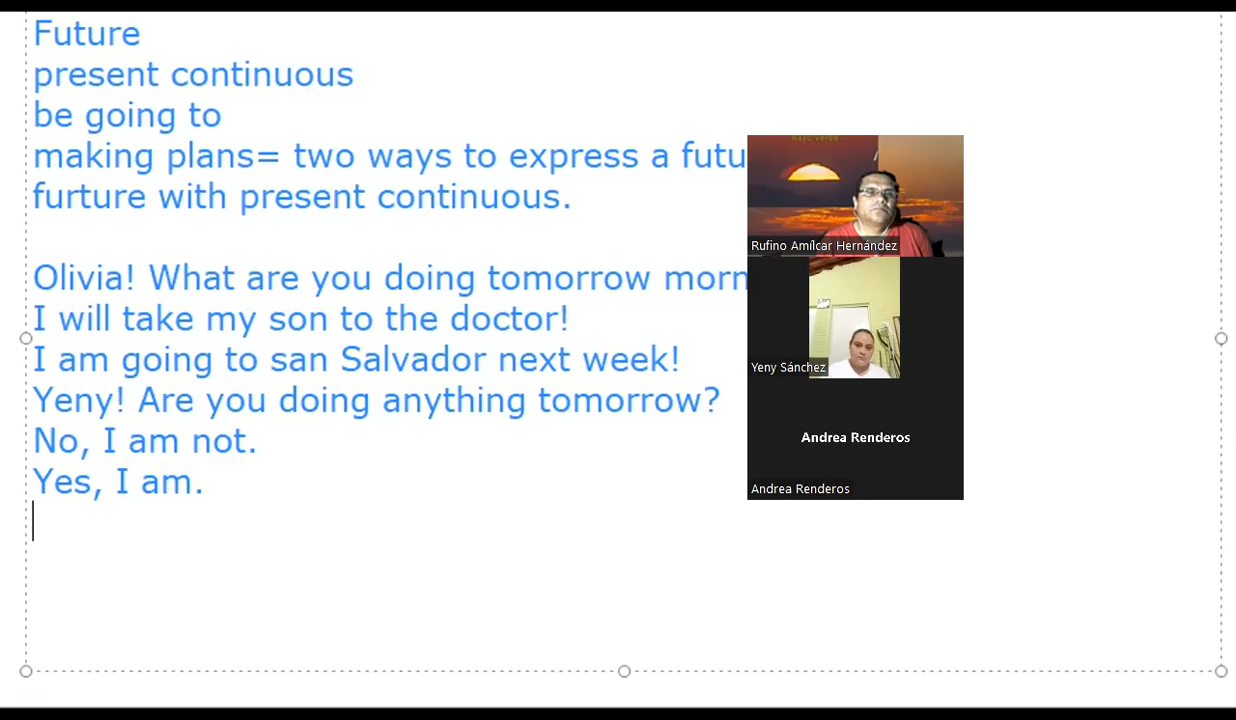 Future
present continuous
be going to
making plans= two ways to express a futu
furture with present continuous.
Olivia! What are you doing tomorrow morn
I will take my son to the doctor!
I am going to san Salvador next week!
Yeny! Are you doing anything tomorrow?
No, I am not.
Yes, I am.
Rufino Amílcar Hernández
Yeny Sánchez
Andrea Renderos
Andrea Renderos